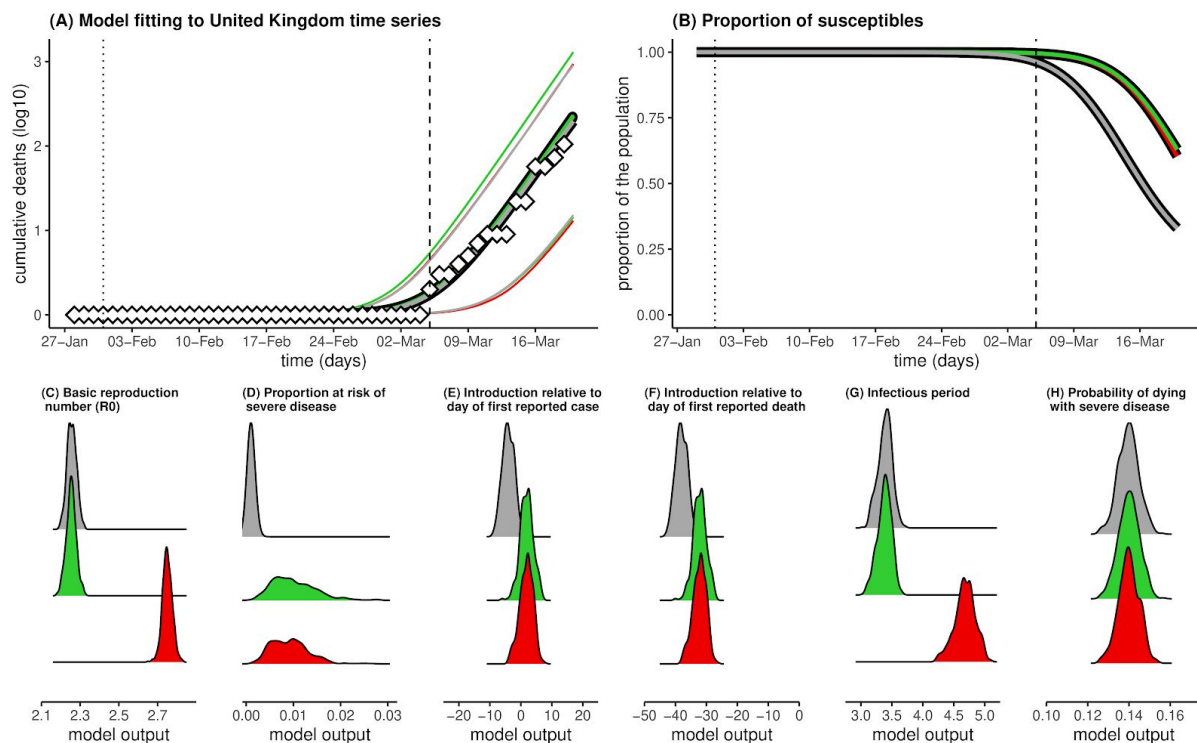 (A) Model fitting to United Kingdom time series
cumulative deaths (log10)
3
2
1
0
27−Jan 03−Feb 10−Feb 17−Feb 24−Feb 02−Mar 09−Mar 16−Mar
time (days)
(B) Proportion of susceptibles
proportion of the population
1.00
0.75
0.50
0.25
0.00
27−Jan 03−Feb 10−Feb 17−Feb 24−Feb 02−Mar 09−Mar 16−Mar
time (days)
(C) Basic reproduction
number (R0)
2.1 2.3 2.5 2.7
model output
(D) Proportion at risk of
severe disease
0.00 0.01 0.02 0.03
model output
(E) Introduction relative to
day of first reported case
−20 −10 0 10 20
model output
(F) Introduction relative to
day of first reported death
−50 −40 −30 −20 −10 0
model output
(G) Infectious period
3.0 3.5 4.0 4.5 5.0
model output
(H) Probability of dying
with severe disease
0.10 0.12 0.14 0.16
model output